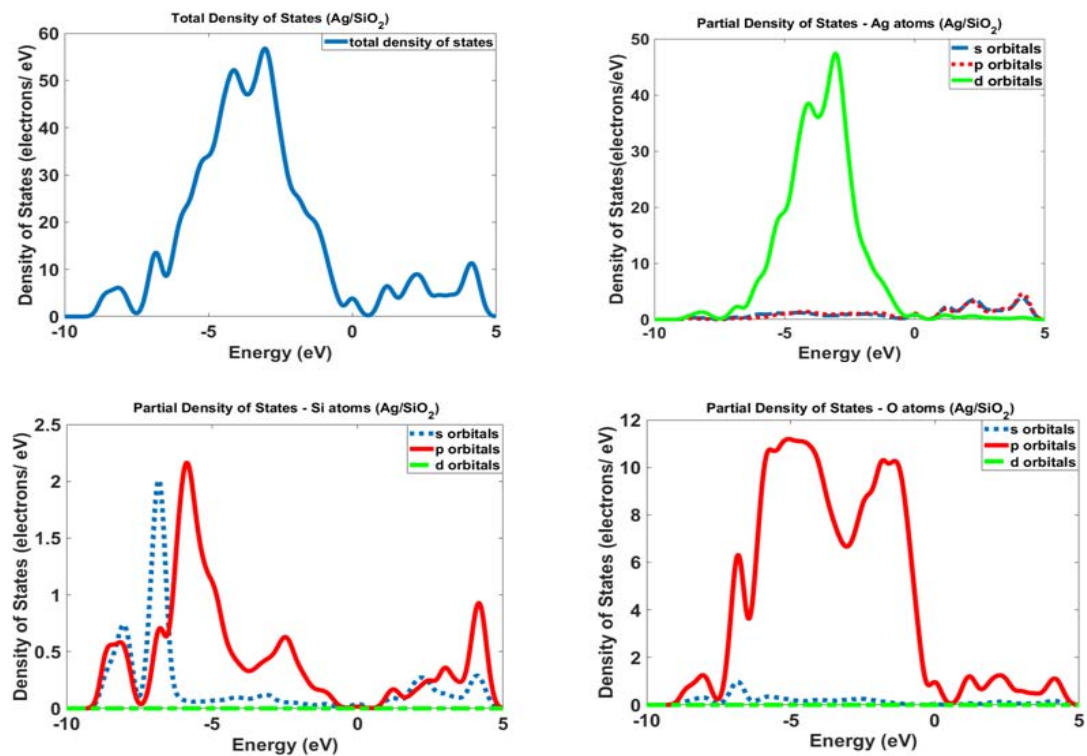 Total Density of States (Ag/SiO2)
total density of states
Density of States (electrons/ eV)
60
50
40
30
20
10
0
-10
-5
0
5
Energy (eV)
Partial Density of States - Ag atoms (Ag/SiO2)
s orbitals
p orbitals
d orbitals
Density of States(electrons/eV)
50
40
30
20
10
0
-10
-5
0
5
Energy (eV)
Partial Density of States - Si atoms (Ag/SiO2)
s orbitals
p orbitals
d orbitals
Density of States (electrons/ eV)
2.5
2
1.5
1
0.5
0
-10
-5
0
5
Energy (eV)
Partial Density of States - O atoms (Ag/SiO2)
s orbitals
p orbitals
d orbitals
Density of States (electrons/ eV)
12
10
8
6
4
2
0
-10
-5
0
5
Energy (eV)